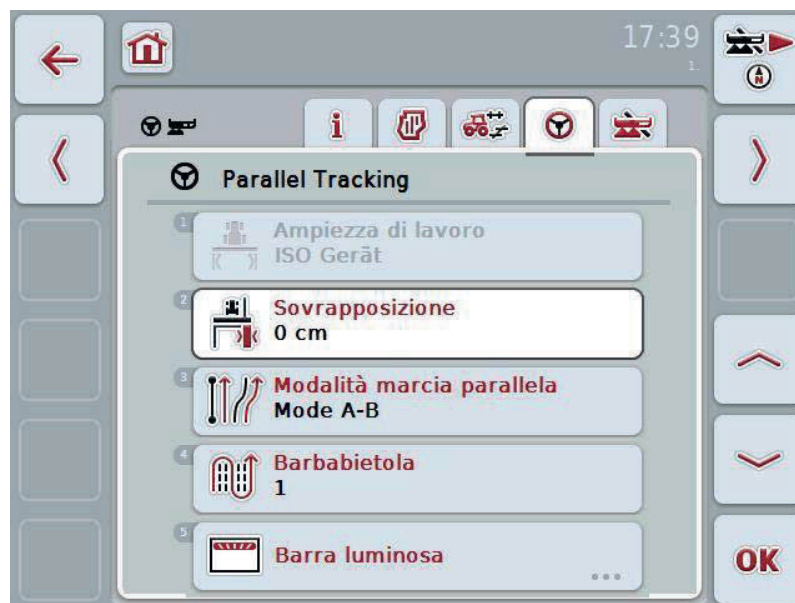 17:39
1.
N
i
Parallel Tracking
1
Ampiezza di lavoro
ISO Gerät
2
Sovrapposizione
0 cm
3
Modalità marcia parallela
Mode A-B
4
Barbabietola
1
5
Barra luminosa
...
OK